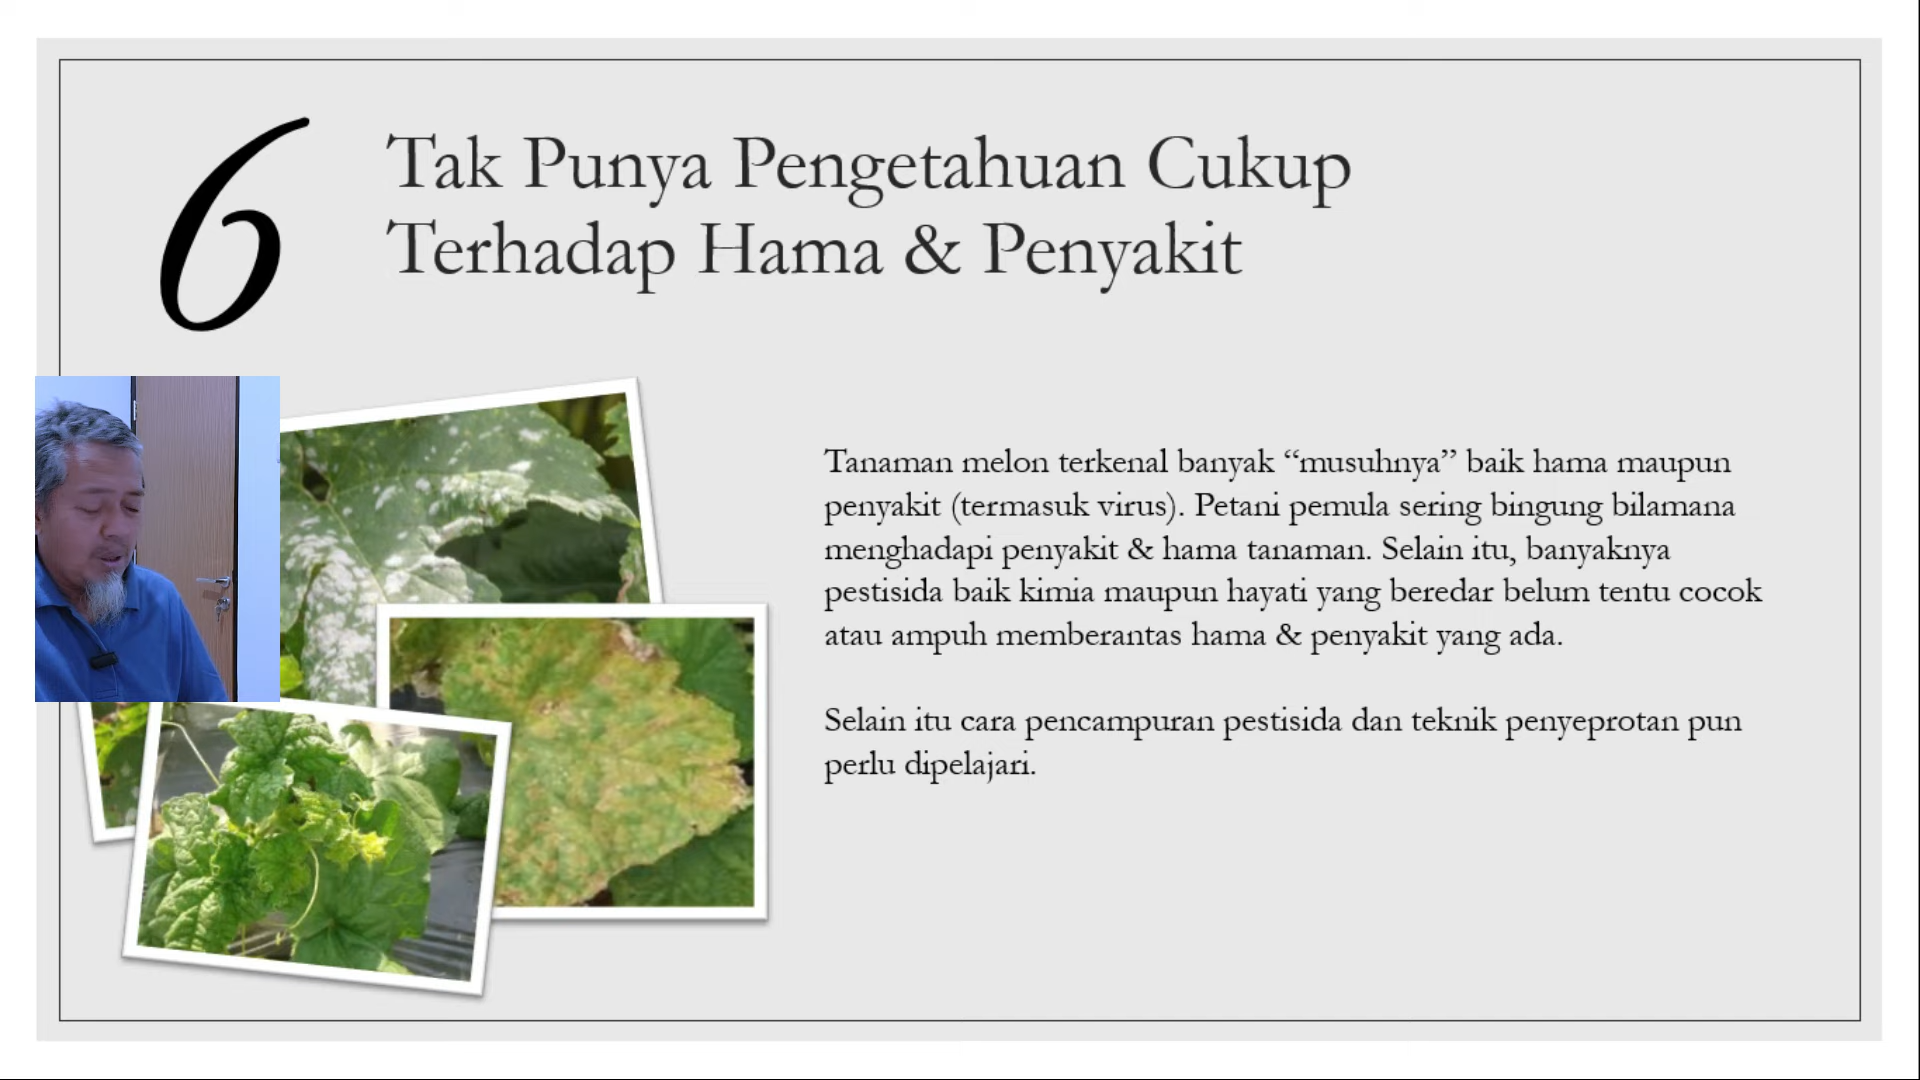 6
Tak Punya Pengetahuan Cukup
Terhadap Hama & Penyakit
Tanaman melon terkenal banyak “musuhnya” baik hama maupun
penyakit (termasuk virus). Petani pemula sering bingung bilamana
menghadapi penyakit & hama tanaman. Selain itu, banyaknya
pestisida baik kimia maupun hayati yang beredar belum tentu cocok
atau ampuh memberantas hama & penyakit yang ada.
Selain itu cara pencampuran pestisida dan teknik penyeprotan pun
perlu dipelajari.